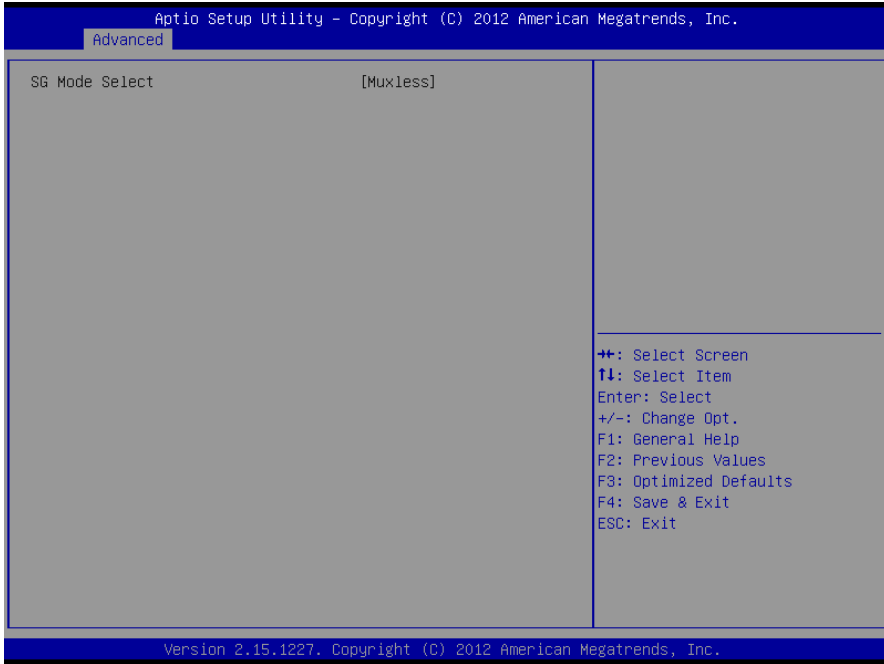 Aptio Setup Utility – Copyright (C) 2012 American Megatrends, Inc.
Advanced
SG Mode Select [Muxless]
→←: Select Screen
↑↓: Select Item
Enter: Select
+/-: Change Opt.
F1: General Help
F2: Previous Values
F3: Optimized Defaults
F4: Save & Exit
ESC: Exit
Version 2.15.1227. Copyright (C) 2012 American Megatrends, Inc.